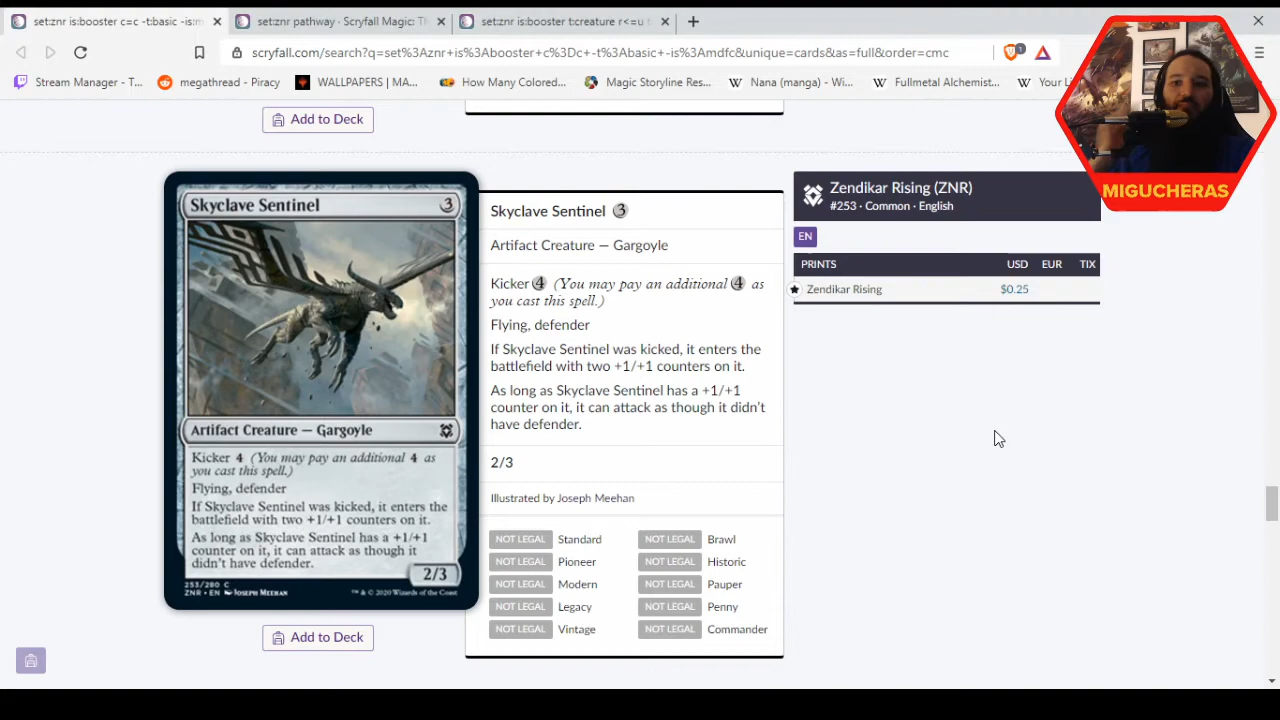 set:znr is:booster c=c -t:basic -is:m
set:znr pathway · Scryfall Magic: Th
set:znr is:booster t:creature r<=u t
scryfall.com/search?q=set%3Aznr+is%3Abooster+c%3Dc+-t%3Abasic+-is%3Amdfc&unique=cards&as=full&order=cmc
1
Stream Manager - T...
megathread - Piracy
WALLPAPERS | MA...
How Many Colored...
Magic Storyline Res...
Nana (manga) - Wi...
Fullmetal Alchemist...
Your Li
Add to Deck
MIGUCHERAS
Skyclave Sentinel 3
Artifact Creature — Gargoyle
Kicker 4 (You may pay an additional 4 as
you cast this spell.)
Flying, defender
If Skyclave Sentinel was kicked, it enters the
battlefield with two +1/+1 counters on it.
As long as Skyclave Sentinel has a +1/+1
counter on it, it can attack as though it
didn't have defender.
2/3
253/280 C
ZNR • EN Joseph Meehan
™ & © 2020 Wizards of the Coast
Add to Deck
Skyclave Sentinel 3
Artifact Creature — Gargoyle
Kicker 4 (You may pay an additional 4 as
you cast this spell.)
Flying, defender
If Skyclave Sentinel was kicked, it enters the
battlefield with two +1/+1 counters on it.
As long as Skyclave Sentinel has a +1/+1
counter on it, it can attack as though it didn't
have defender.
2/3
Illustrated by Joseph Meehan
NOT LEGAL Standard NOT LEGAL Brawl
NOT LEGAL Pioneer NOT LEGAL Historic
NOT LEGAL Modern NOT LEGAL Pauper
NOT LEGAL Legacy NOT LEGAL Penny
NOT LEGAL Vintage NOT LEGAL Commander
Zendikar Rising (ZNR)
#253 · Common · English
EN
PRINTS USD EUR TIX
Zendikar Rising $0.25